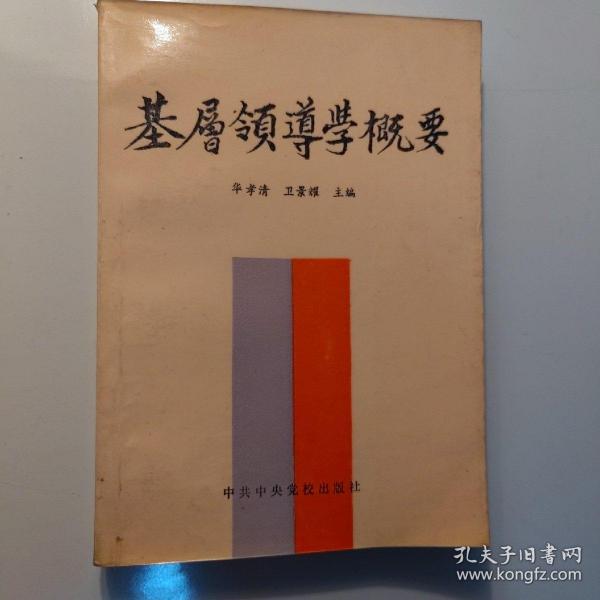 基層領導學概要
华孝清 卫景耀 主编
中共中央党校出版社
孔夫子旧书网
www.kongfz.com